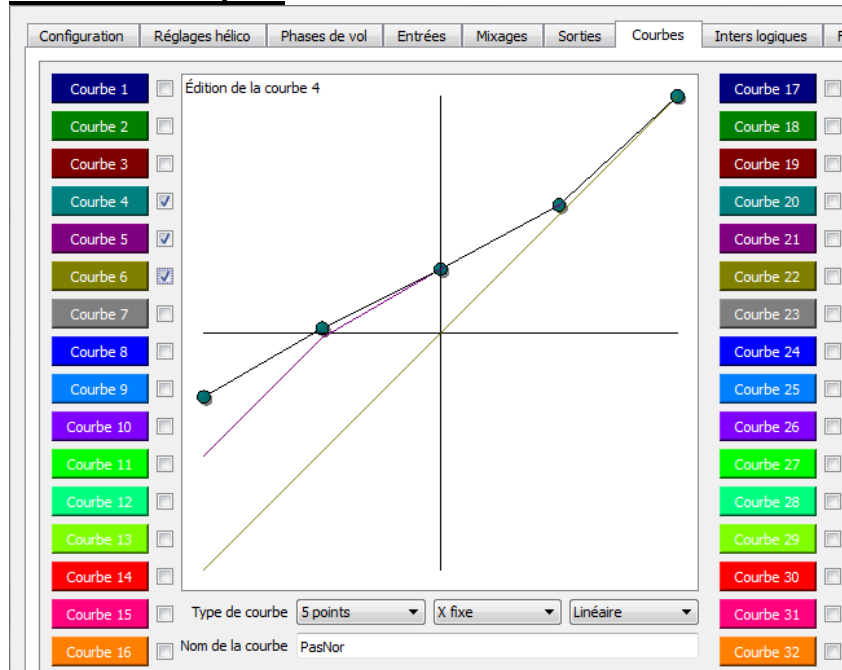 Configuration Réglages hélico Phases de vol Entrées Mixages Sorties Courbes Inters logiques
Édition de la courbe 4
Courbe 1
Courbe 2
Courbe 3
Courbe 4
Courbe 5
Courbe 6
Courbe 7
Courbe 8
Courbe 9
Courbe 10
Courbe 11
Courbe 12
Courbe 13
Courbe 14
Courbe 15
Courbe 16
Courbe 17
Courbe 18
Courbe 19
Courbe 20
Courbe 21
Courbe 22
Courbe 23
Courbe 24
Courbe 25
Courbe 26
Courbe 27
Courbe 28
Courbe 29
Courbe 30
Courbe 31
Courbe 32
Type de courbe 5 points X fixe Linéaire
Nom de la courbe PasNor